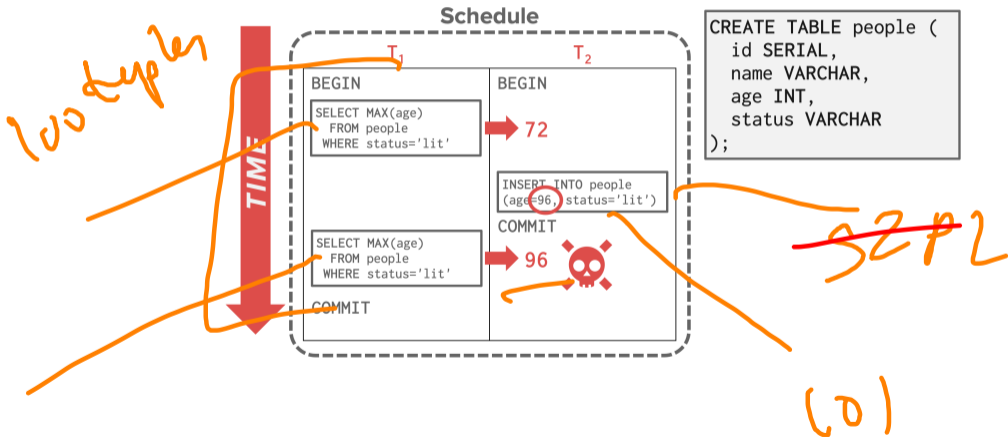 Schedule
100 tuples
TIME
T1
T2
BEGIN
BEGIN
SELECT MAX(age)
FROM people
WHERE status='lit'
72
INSERT INTO people
(age=96, status='lit')
COMMIT
SELECT MAX(age)
FROM people
WHERE status='lit'
96
COMMIT
CREATE TABLE people (
id SERIAL,
name VARCHAR,
age INT,
status VARCHAR
);
S2PL
101